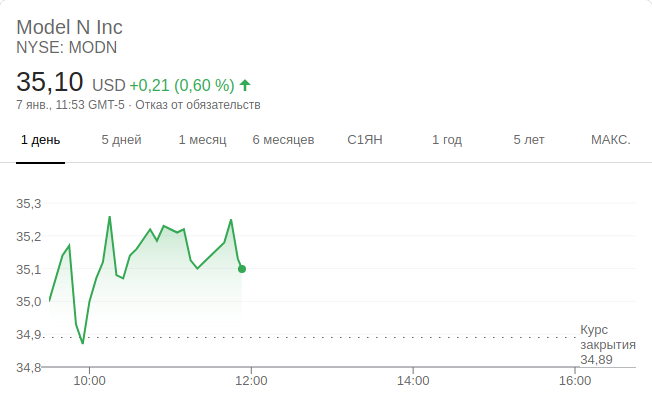 Model N Inc
NYSE: MODN
35,10 USD +0,21 (0,60 %)
7 янв., 11:53 GMT-5 · Отказ от обязательств
1 день 5 дней 1 месяц 6 месяцев С1ЯН 1 год 5 лет МАКС.
35,3
35,2
35,1
35,0
34,9
34,8
Курс
закрытия
34,89
10:00 12:00 14:00 16:00